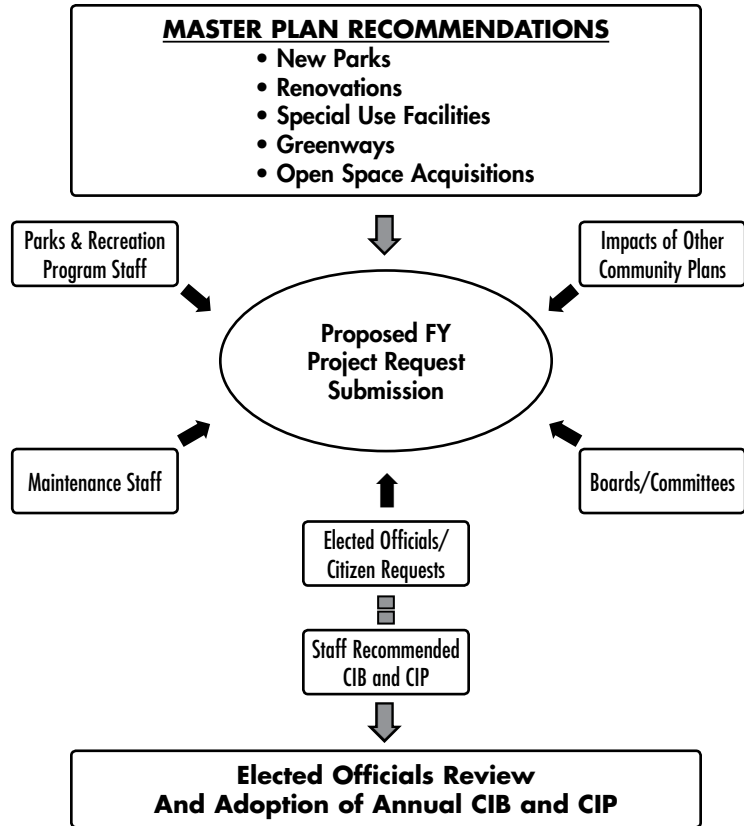 MASTER PLAN RECOMMENDATIONS
• New Parks
• Renovations
• Special Use Facilities
• Greenways
• Open Space Acquisitions
Parks & Recreation
Program Staff
Impacts of Other
Community Plans
Proposed FY
Project Request
Submission
Maintenance Staff
Boards/Committees
Elected Officials/
Citizen Requests
Staff Recommended
CIB and CIP
Elected Officials Review
And Adoption of Annual CIB and CIP